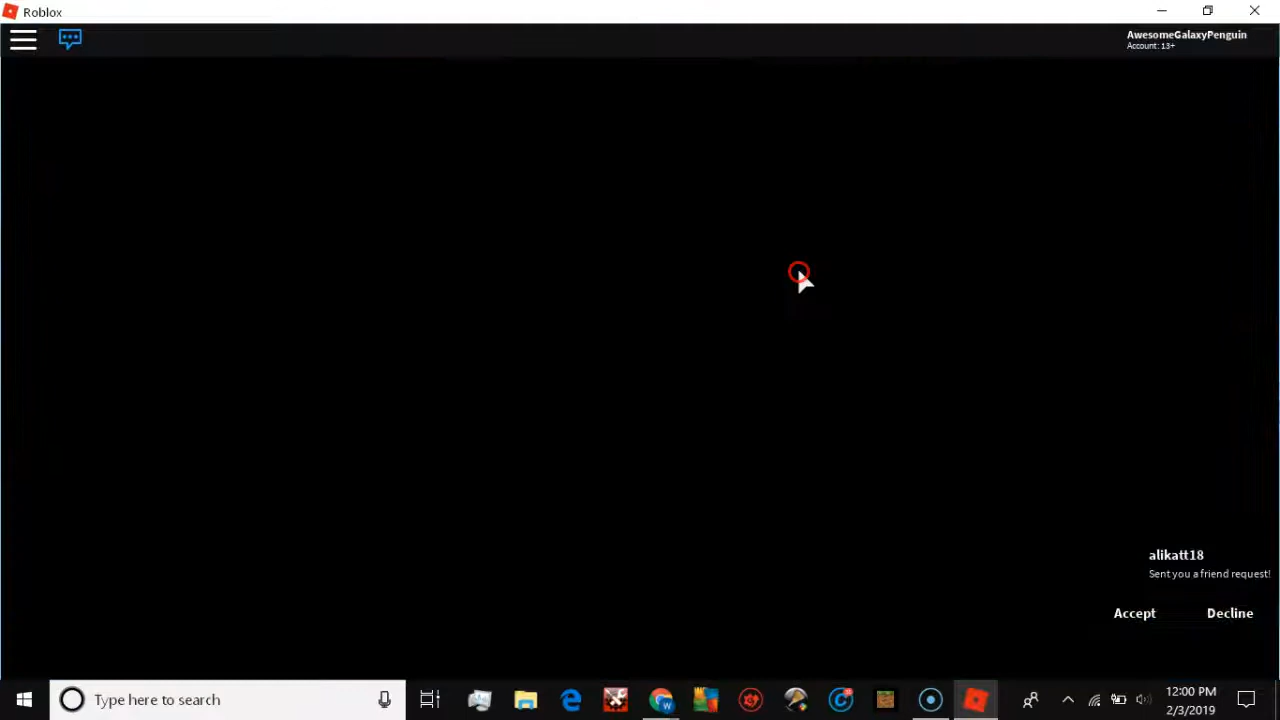 Roblox
AwesomeGalaxyPenguin
Account: 13+
alikatt18
Sent you a friend request!
Accept
Decline
Type here to search
12:00 PM
2/3/2019